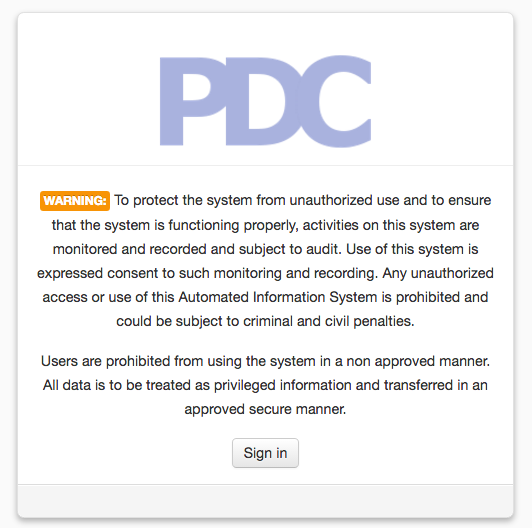 PDC
WARNING: To protect the system from unauthorized use and to ensure
that the system is functioning properly, activities on this system are
monitored and recorded and subject to audit. Use of this system is
expressed consent to such monitoring and recording. Any unauthorized
access or use of this Automated Information System is prohibited and
could be subject to criminal and civil penalties.
Users are prohibited from using the system in a non approved manner.
All data is to be treated as privileged information and transferred in an
approved secure manner.
Sign in